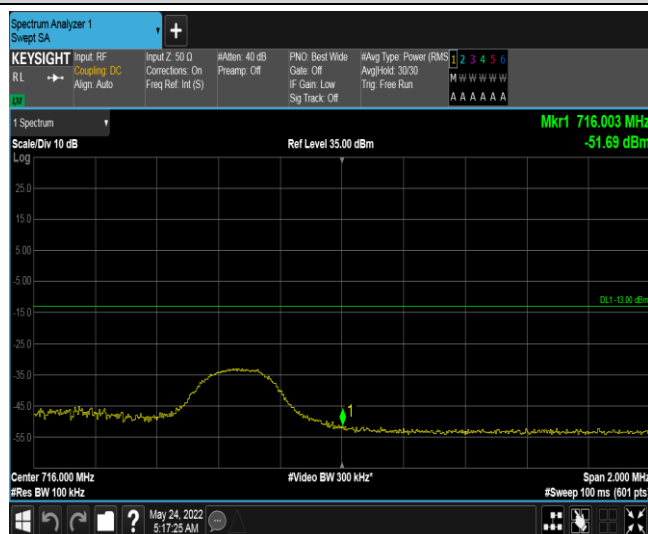 Spectrum Analyzer 1
Swept SA
+
KEYSIGHT
RL
LXI
Input: RF
Coupling: DC
Align: Auto
Input Z: 50 Ω
Corrections: On
Freq Ref: Int (S)
#Atten: 40 dB
Preamp: Off
PNO: Best Wide
Gate: Off
IF Gain: Low
Sig Track: Off
#Avg Type: Power (RMS
Avg|Hold: 30/30
Trig: Free Run
1 2 3 4 5 6
M W W W W W
A A A A A A
1 Spectrum
Scale/Div 10 dB
Ref Level 35.00 dBm
Mkr1 716.003 MHz
-51.69 dBm
Log
25.0
15.0
5.00
-5.00
DL1 -13.00 dBm
-15.0
-35.0
-45.0
1
-55.0
Center 716.000 MHz
#Video BW 300 kHz*
Span 2.000 MHz
#Res BW 100 kHz
#Sweep 100 ms (601 pts)
?
May 24, 2022
5:17:25 AM